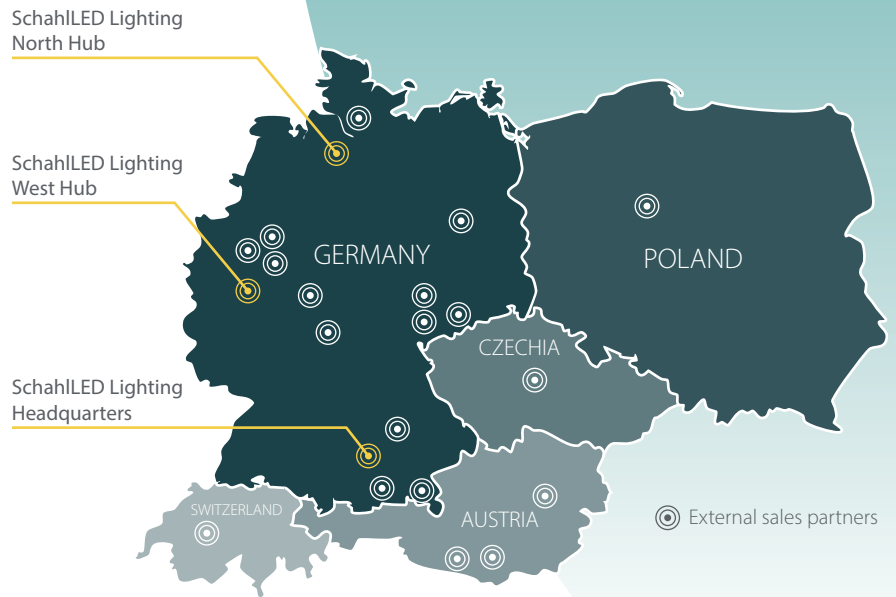 SchahlLED Lighting
North Hub
SchahlLED Lighting
West Hub
GERMANY
POLAND
CZECHIA
SchahlLED Lighting
Headquarters
SWITZERLAND
AUSTRIA
External sales partners